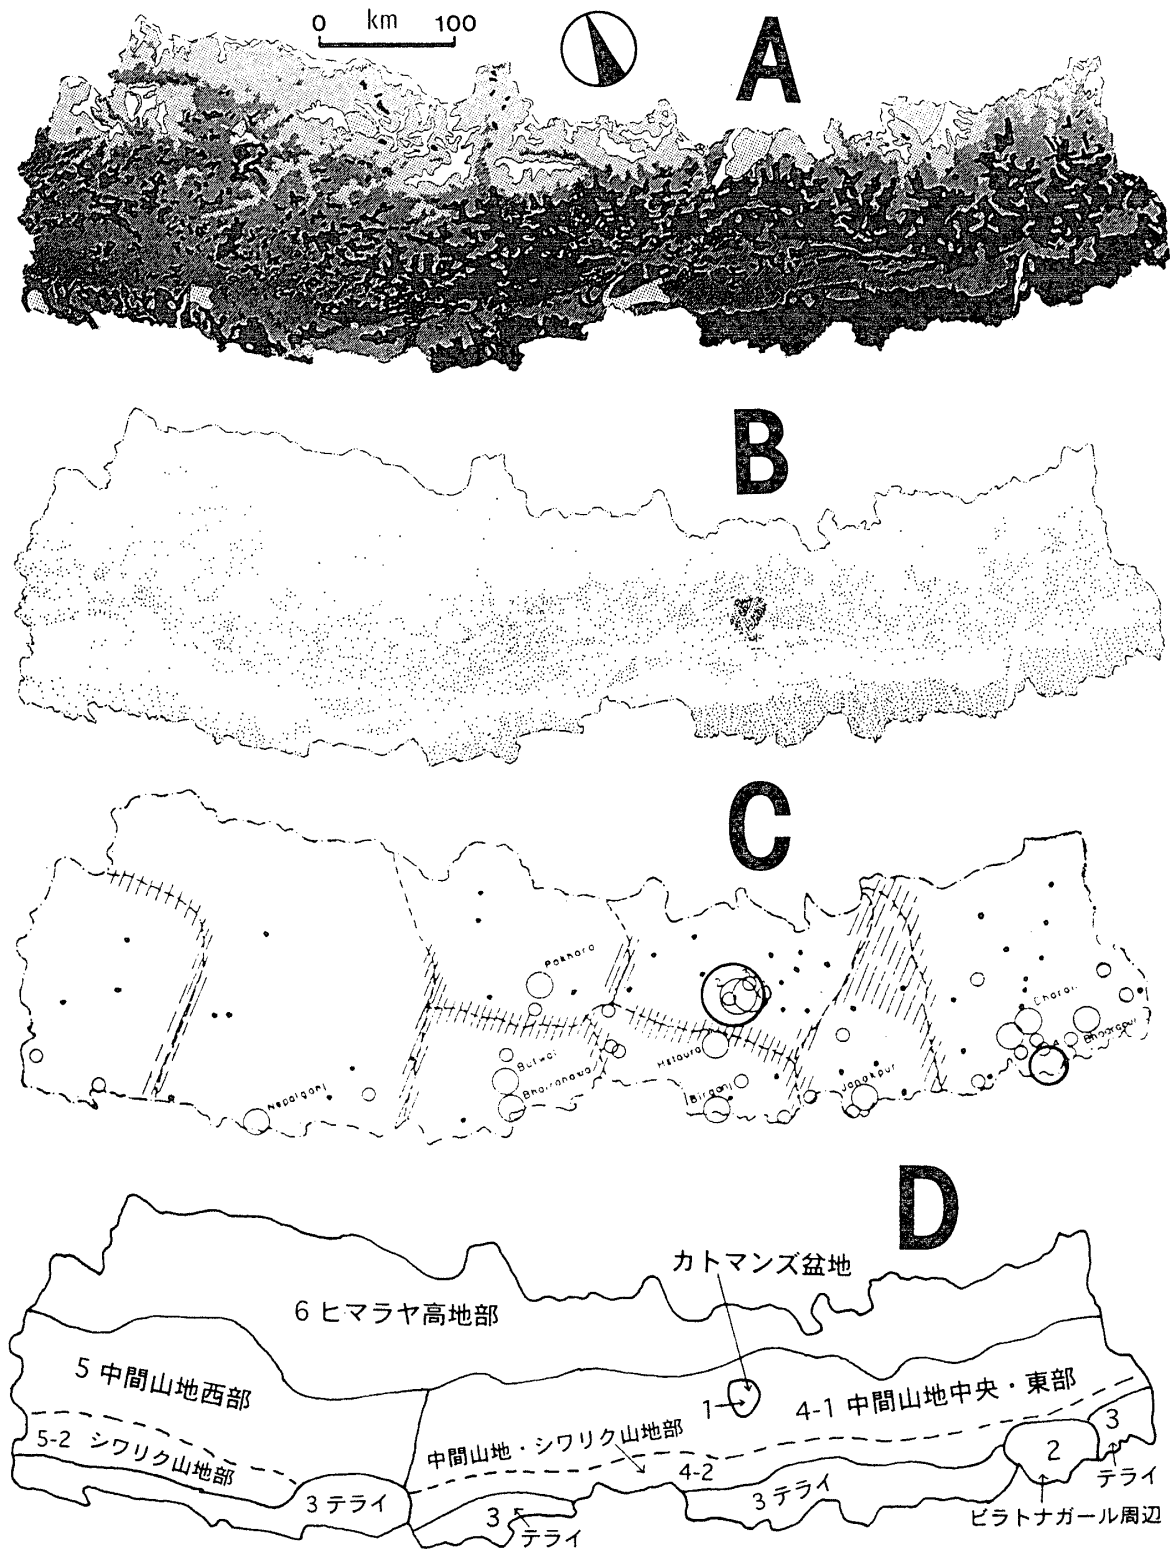 0 km 100
A
B
C
Pokhara
Dharan
Bhadrapur
Butwal
Hetaura
Bhairahawa
Birganj
Janakpur
Nepalganj
D
カトマンズ盆地
6 ヒマラヤ高地部
5 中間山地西部
1
4-1 中間山地中央・東部
5-2 シワリク山地部
中間山地・シワリク山地部
4-2
3
2
3 テライ
3 テライ
テライ
3
テライ
ビラトナガール周辺